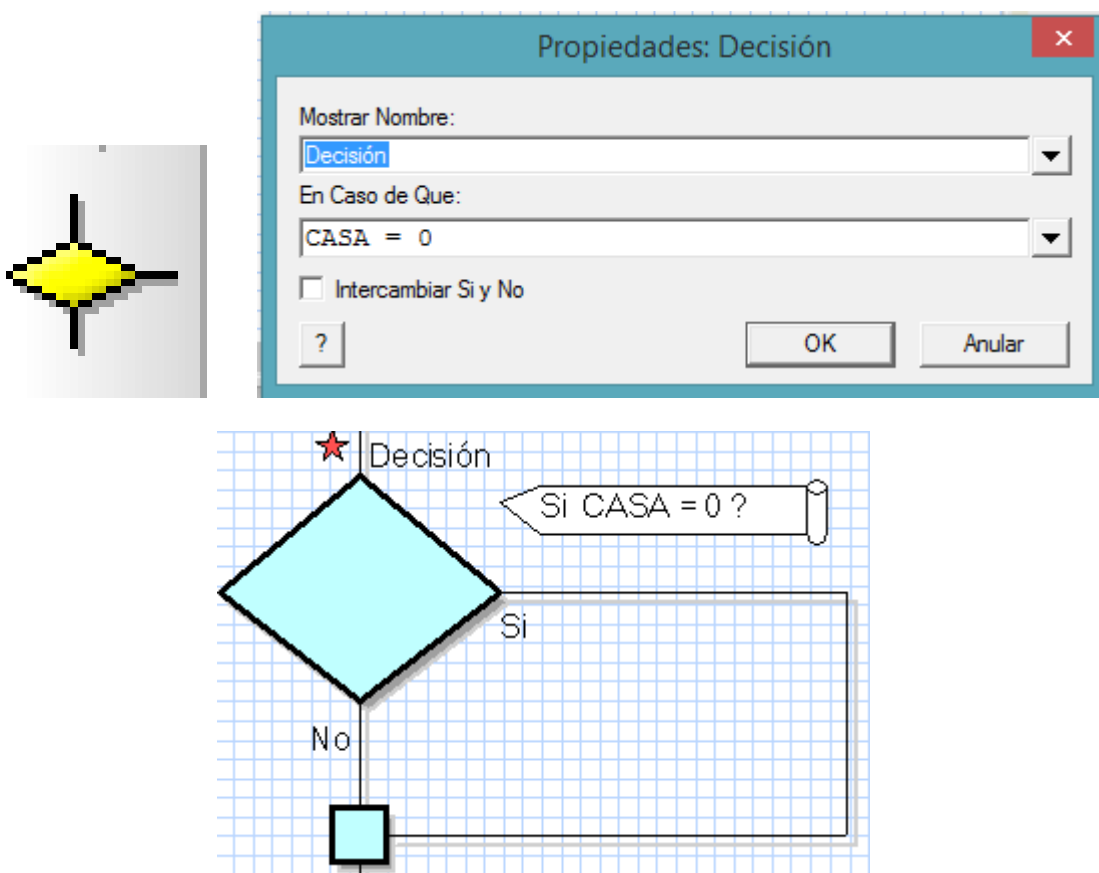 Propiedades: Decisión
Mostrar Nombre:
Decisión
En Caso de Que:
CASA = 0
Intercambiar Si y No
?
OK
Anular
Decisión
Si CASA = 0 ?
Si
No